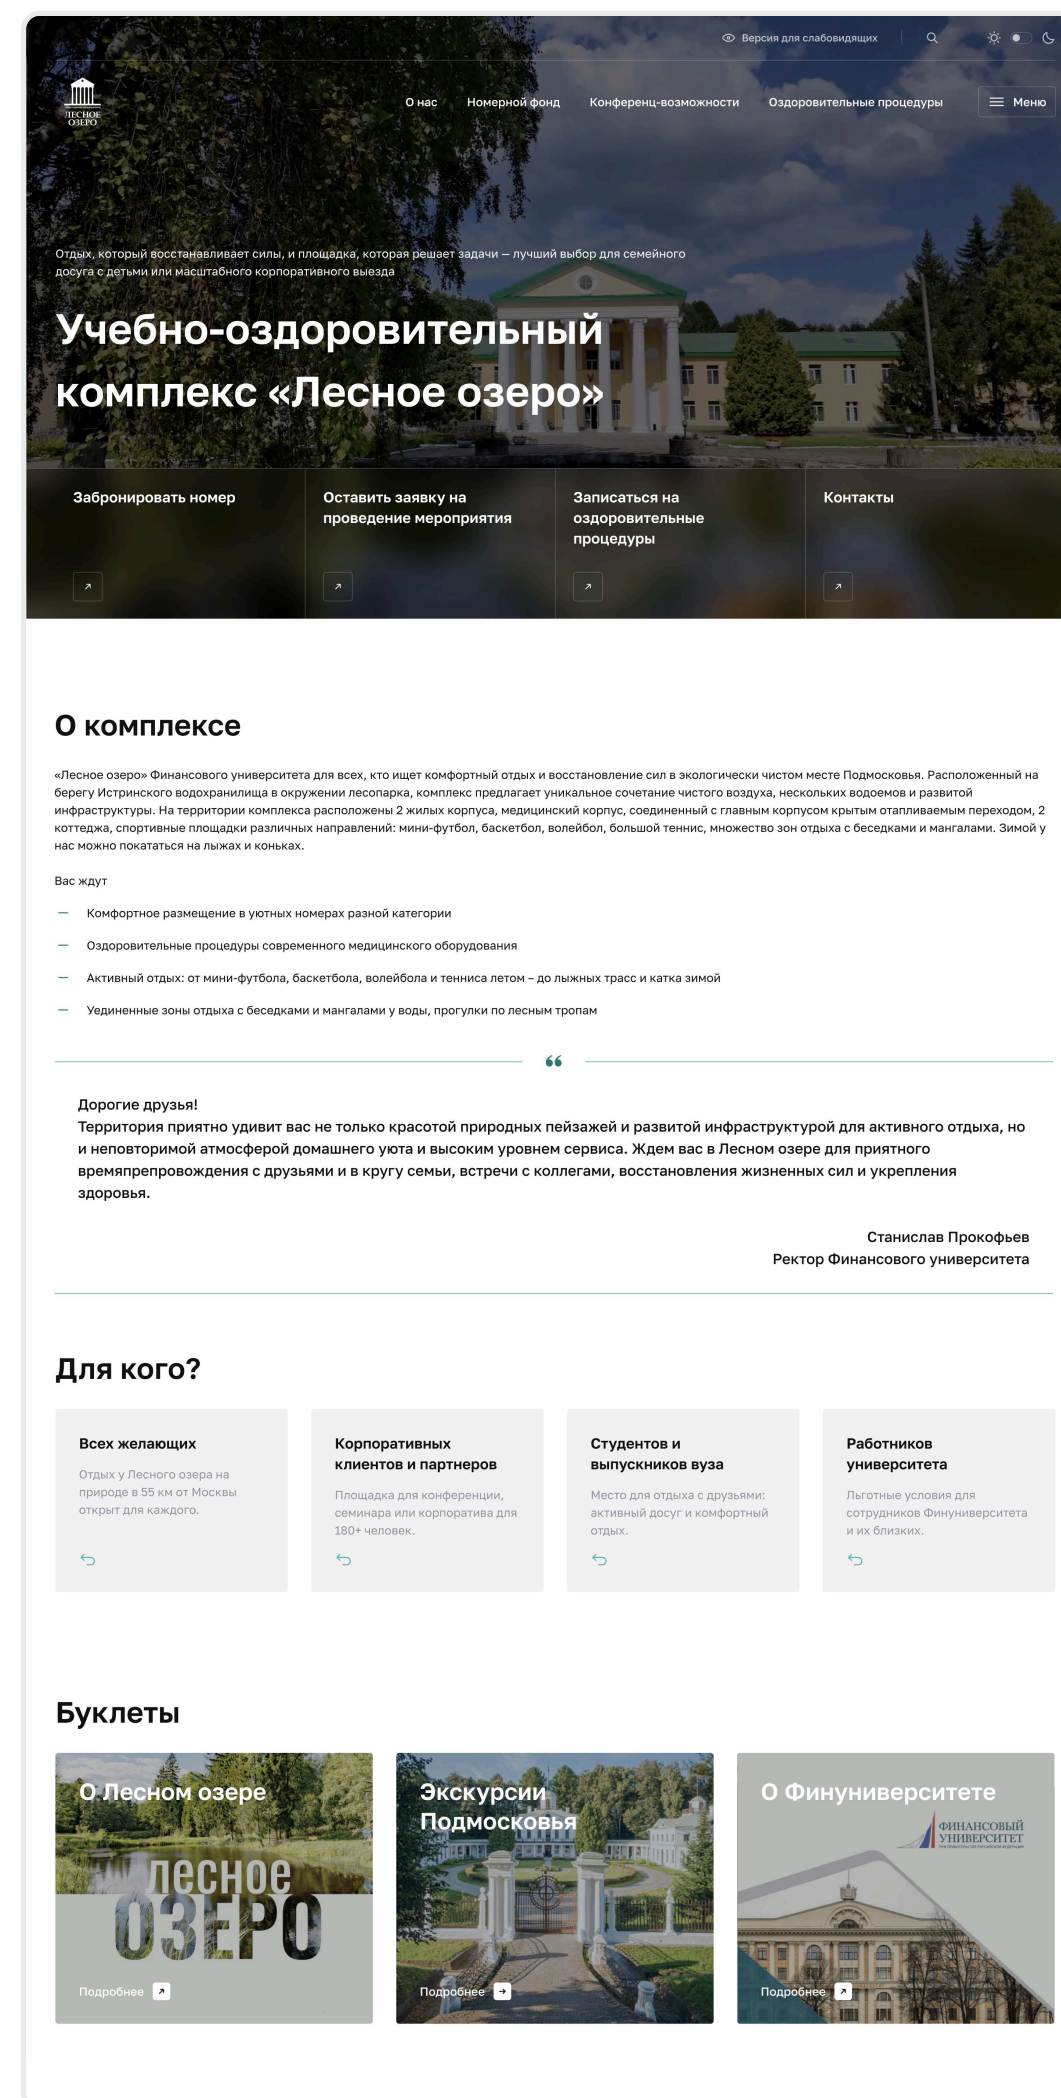 Версия для слабовидящих
ЛЕСНОЕ
ОЗЕРО
О нас
Номерной фонд
Конференц-возможности
Оздоровительные процедуры
Меню
Отдых, который восстанавливает силы, и площадка, которая решает задачи — лучший выбор для семейного
досуга с детьми или масштабного корпоративного выезда
Учебно-оздоровительный
комплекс «Лесное озеро»
Забронировать номер
Оставить заявку на
проведение мероприятия
Записаться на
оздоровительные
процедуры
Контакты
О комплексе
«Лесное озеро» Финансового университета для всех, кто ищет комфортный отдых и восстановление сил в экологически чистом месте Подмосковья. Расположенный на
берегу Истринского водохранилища в окружении лесопарка, комплекс предлагает уникальное сочетание чистого воздуха, нескольких водоемов и развитой
инфраструктуры. На территории комплекса расположены 2 жилых корпуса, медицинский корпус, соединенный с главным корпусом крытым отапливаемым переходом, 2
коттеджа, спортивные площадки различных направлений: мини-футбол, баскетбол, волейбол, большой теннис, множество зон отдыха с беседками и мангалами. Зимой у
нас можно покататься на лыжах и коньках.
Вас ждут
— Комфортное размещение в уютных номерах разной категории
— Оздоровительные процедуры современного медицинского оборудования
— Активный отдых: от мини-футбола, баскетбола, волейбола и тенниса летом – до лыжных трасс и катка зимой
— Уединенные зоны отдыха с беседками и мангалами у воды, прогулки по лесным тропам
“
Дорогие друзья!
Территория приятно удивит вас не только красотой природных пейзажей и развитой инфраструктурой для активного отдыха, но
и неповторимой атмосферой домашнего уюта и высоким уровнем сервиса. Ждем вас в Лесном озере для приятного
времяпрепровождения с друзьями и в кругу семьи, встречи с коллегами, восстановления жизненных сил и укрепления
здоровья.
Станислав Прокофьев
Ректор Финансового университета
Для кого?
Всех желающих
Отдых у Лесного озера на
природе в 55 км от Москвы
открыт для каждого.
Корпоративных
клиентов и партнеров
Площадка для конференции,
семинара или корпоратива для
180+ человек.
Студентов и
выпускников вуза
Место для отдыха с друзьями:
активный досуг и комфортный
отдых.
Работников
университета
Льготные условия для
сотрудников Финуниверситета
и их близких.
Буклеты
О Лесном озере
лесное
ОЗЕРО
Подробнее
Экскурсии
Подмосковья
Подробнее
О Финуниверситете
ФИНАНСОВЫЙ
УНИВЕРСИТЕТ
ПРИ ПРАВИТЕЛЬСТВЕ РОССИЙСКОЙ ФЕДЕРАЦИИ
Подробнее